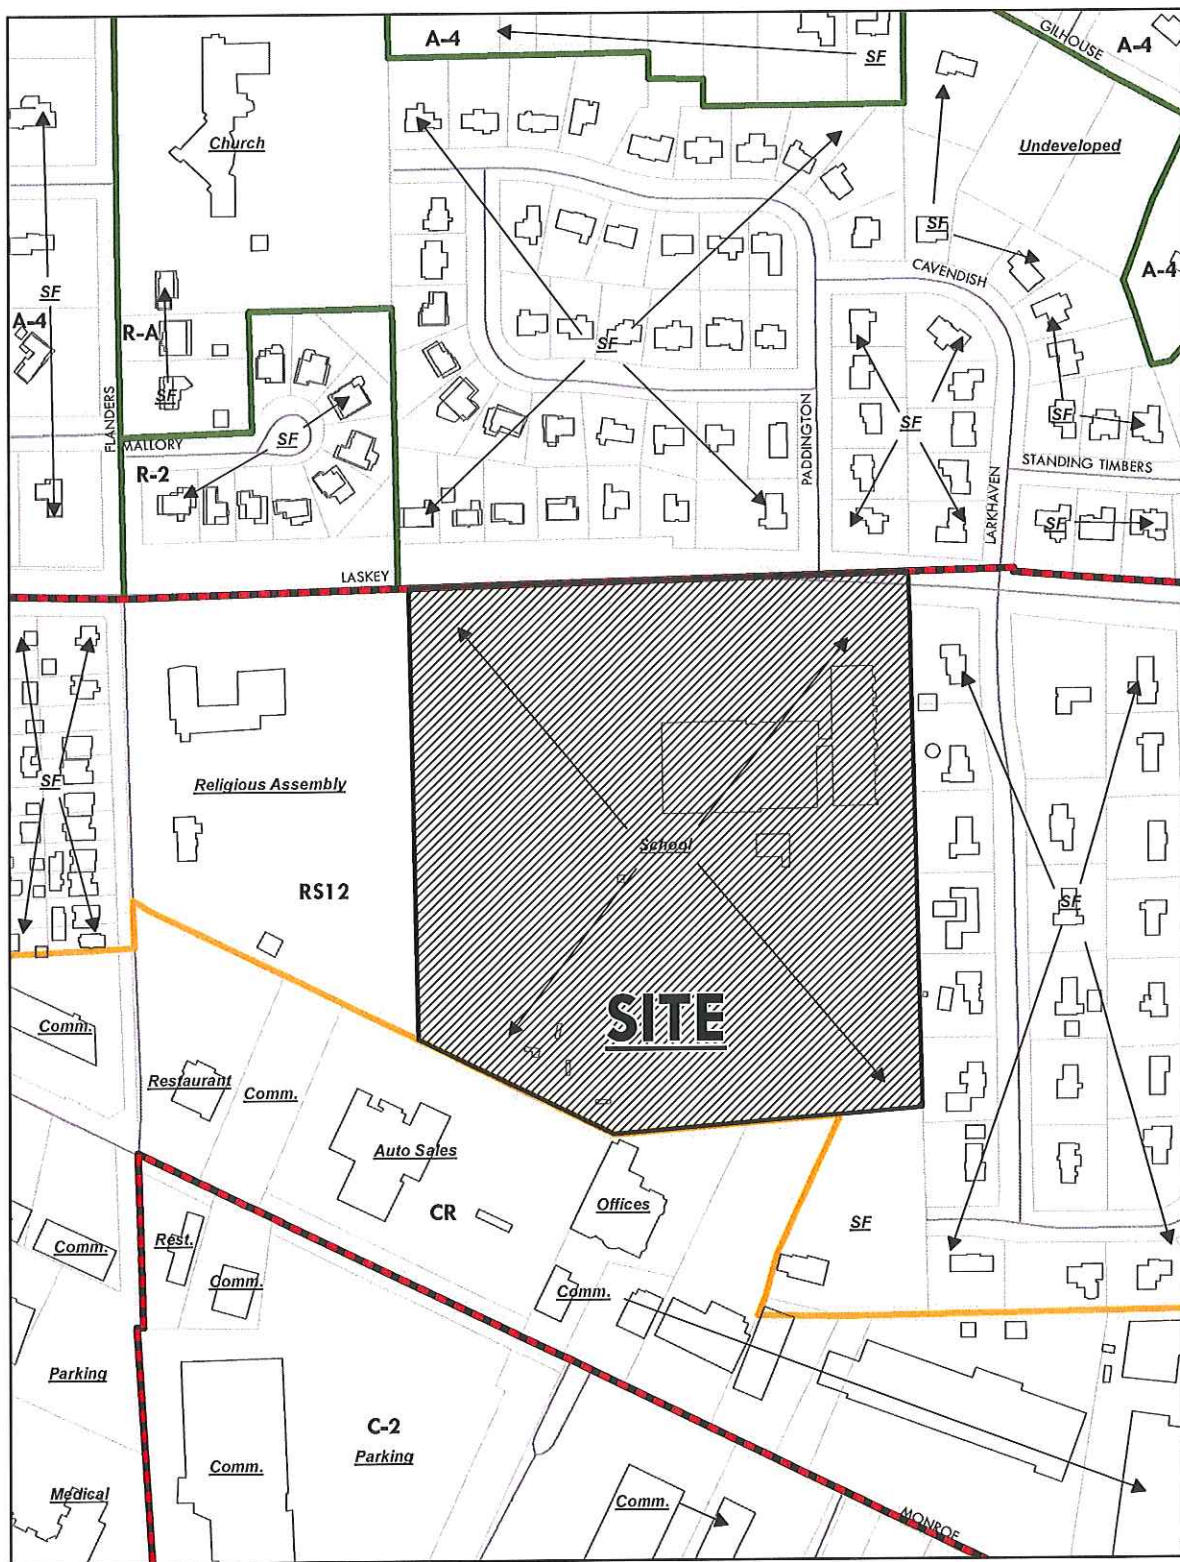 A-4
SF
GILHOUSE
A-4
Church
Undeveloped
SF
CAVENDISH
A-4
SF
A-4
R-A
SF
SF
FLANDERS
MALLORY
SF
R-2
PADDINGTON
SF
SF
LARKHAVEN
STANDING TIMBERS
SF
LASKEY
SF
Religious Assembly
School
RS12
SF
SITE
Comm.
Restaurant
Comm.
Auto Sales
CR
Offices
SF
Comm.
Rest.
Comm.
Comm.
Parking
C-2
Parking
Comm.
Medical
Comm.
MONROE